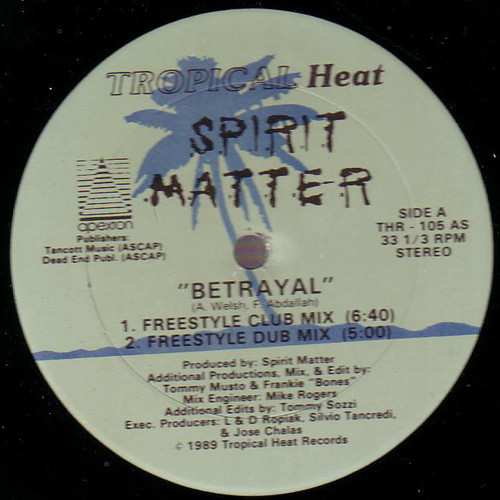 TROPICAL Heat
SPIRIT
MATTER
apexton
Publishers:
Tancott Music (ASCAP)
Dead End Publ. (ASCAP)
SIDE A
THR - 105 AS
33 1/3 RPM
STEREO
"BETRAYAL"
(A. Welsh, F. Abdallah)
1. FREESTYLE CLUB MIX (6:40)
2. FREESTYLE DUB MIX (5:00)
Produced by: Spirit Matter
Additional Productions, Mix, & Edit by:
Tommy Musto & Frankie "Bones"
Mix Engineer: Mike Rogers
Additional Edits by: Tommy Sozzi
Exec. Producers: L & D Ropiak, Silvio Tancredi,
& Jose Chalas
© 1989 Tropical Heat Records